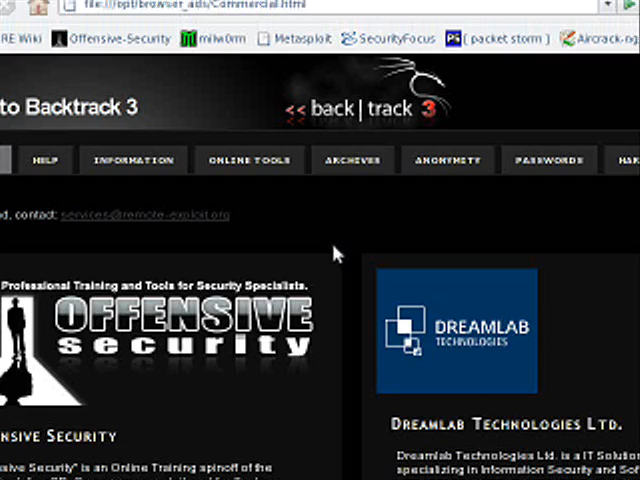 file:///opt/browser_ads/Commercial.html
RE Wiki Offensive-Security milw0rm Metasploit SecurityFocus { packet storm } Aircrack-ng
to Backtrack 3
<< back | track 3
HELP INFORMATION ONLINE TOOLS ARCHIVES ANONYMITY PASSWORDS HAR
d, contact: services@remote-exploit.org
Professional Training and Tools for Security Specialists.
OFFENSIVE
security
DREAMLAB
TECHNOLOGIES
nsive Security
Dreamlab Technologies Ltd.
sive Security" is an Online Training spinoff of the
Dreamlab Technologies Ltd. is a IT Solution
specializing in Information Security and Sof